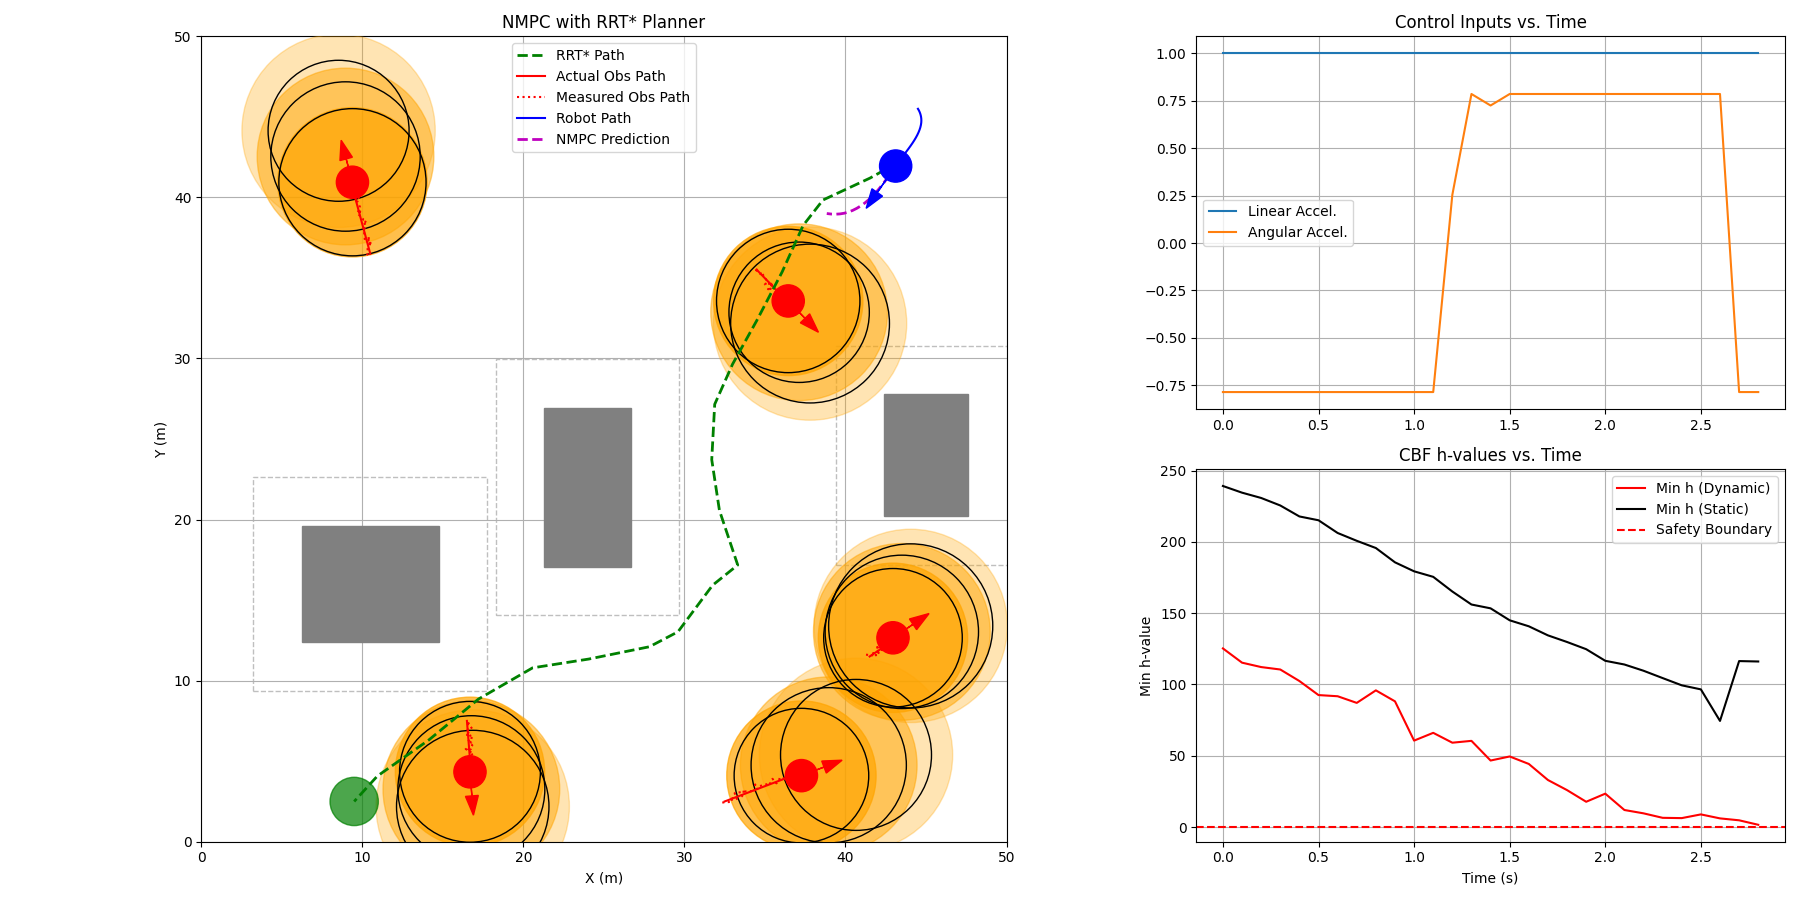 NMPC with RRT* Planner
50
40
30
20
10
0
Y (m)
RRT* Path
Actual Obs Path
Measured Obs Path
Robot Path
NMPC Prediction
0 10 20 30 40 50
X (m)
Control Inputs vs. Time
1.00
0.75
0.50
0.25
0.00
−0.25
−0.50
−0.75
Linear Accel.
Angular Accel.
0.0 0.5 1.0 1.5 2.0 2.5
CBF h-values vs. Time
250
200
150
100
50
0
Min h-value
Min h (Dynamic)
Min h (Static)
Safety Boundary
0.0 0.5 1.0 1.5 2.0 2.5
Time (s)